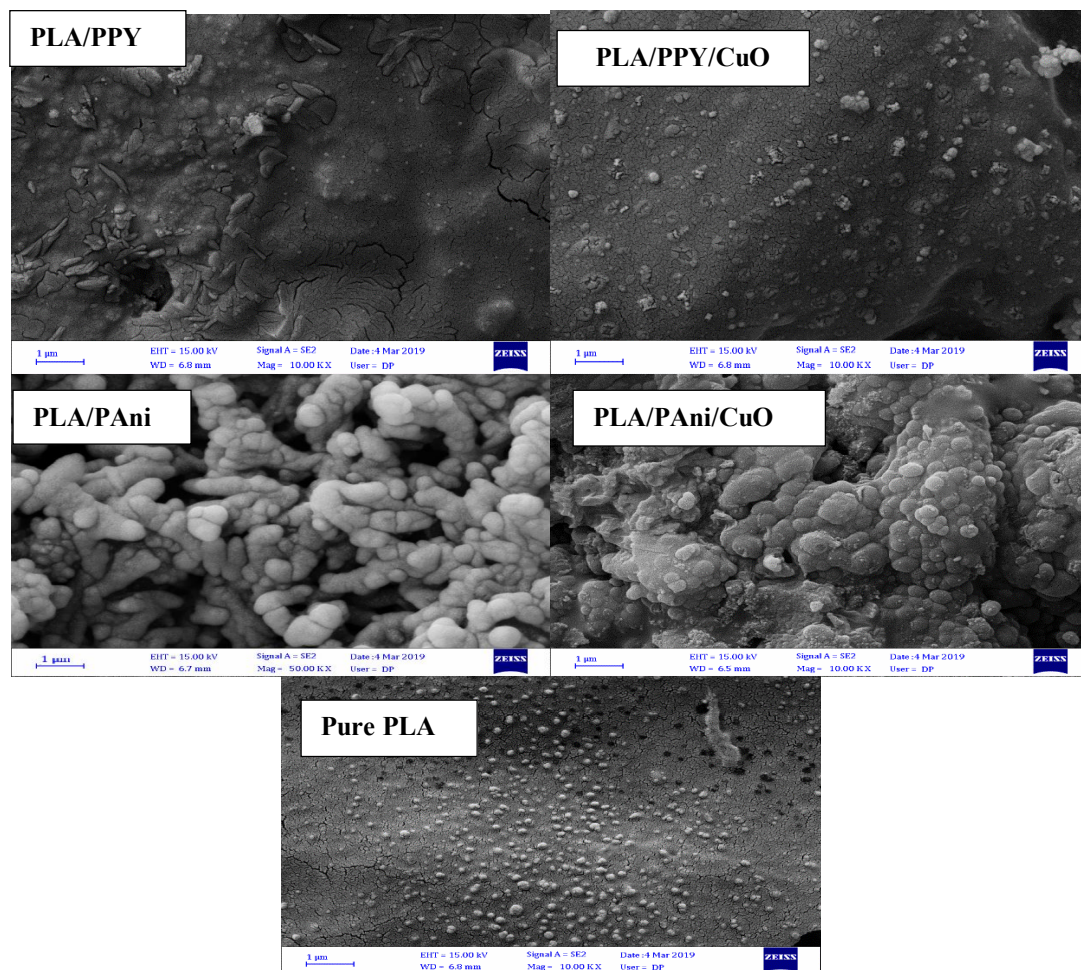 PLA/PPY
PLA/PPY/CuO
1 µm
EHT = 15.00 kV Signal A = SE2 Date :4 Mar 2019
WD = 6.8 mm Mag = 10.00 K X User = DP
ZEISS
1 µm
EHT = 15.00 kV Signal A = SE2 Date :4 Mar 2019
WD = 6.8 mm Mag = 10.00 K X User = DP
ZEISS
PLA/PAni
PLA/PAni/CuO
1 µm
EHT = 15.00 kV Signal A = SE2 Date :4 Mar 2019
WD = 6.7 mm Mag = 50.00 K X User = DP
ZEISS
1 µm
EHT = 15.00 kV Signal A = SE2 Date :4 Mar 2019
WD = 6.5 mm Mag = 10.00 K X User = DP
ZEISS
Pure PLA
1 µm
EHT = 15.00 kV Signal A = SE2 Date :4 Mar 2019
WD = 6.8 mm Mag = 10.00 K X User = DP
ZEISS